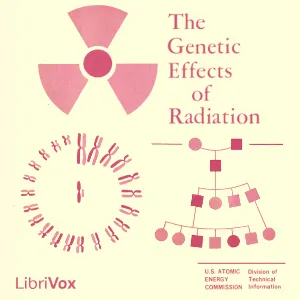 The
Genetic
Effects
of
Radiation
U.S. ATOMIC
ENERGY
COMMISSION
Division of
Technical
Information
LibriVox